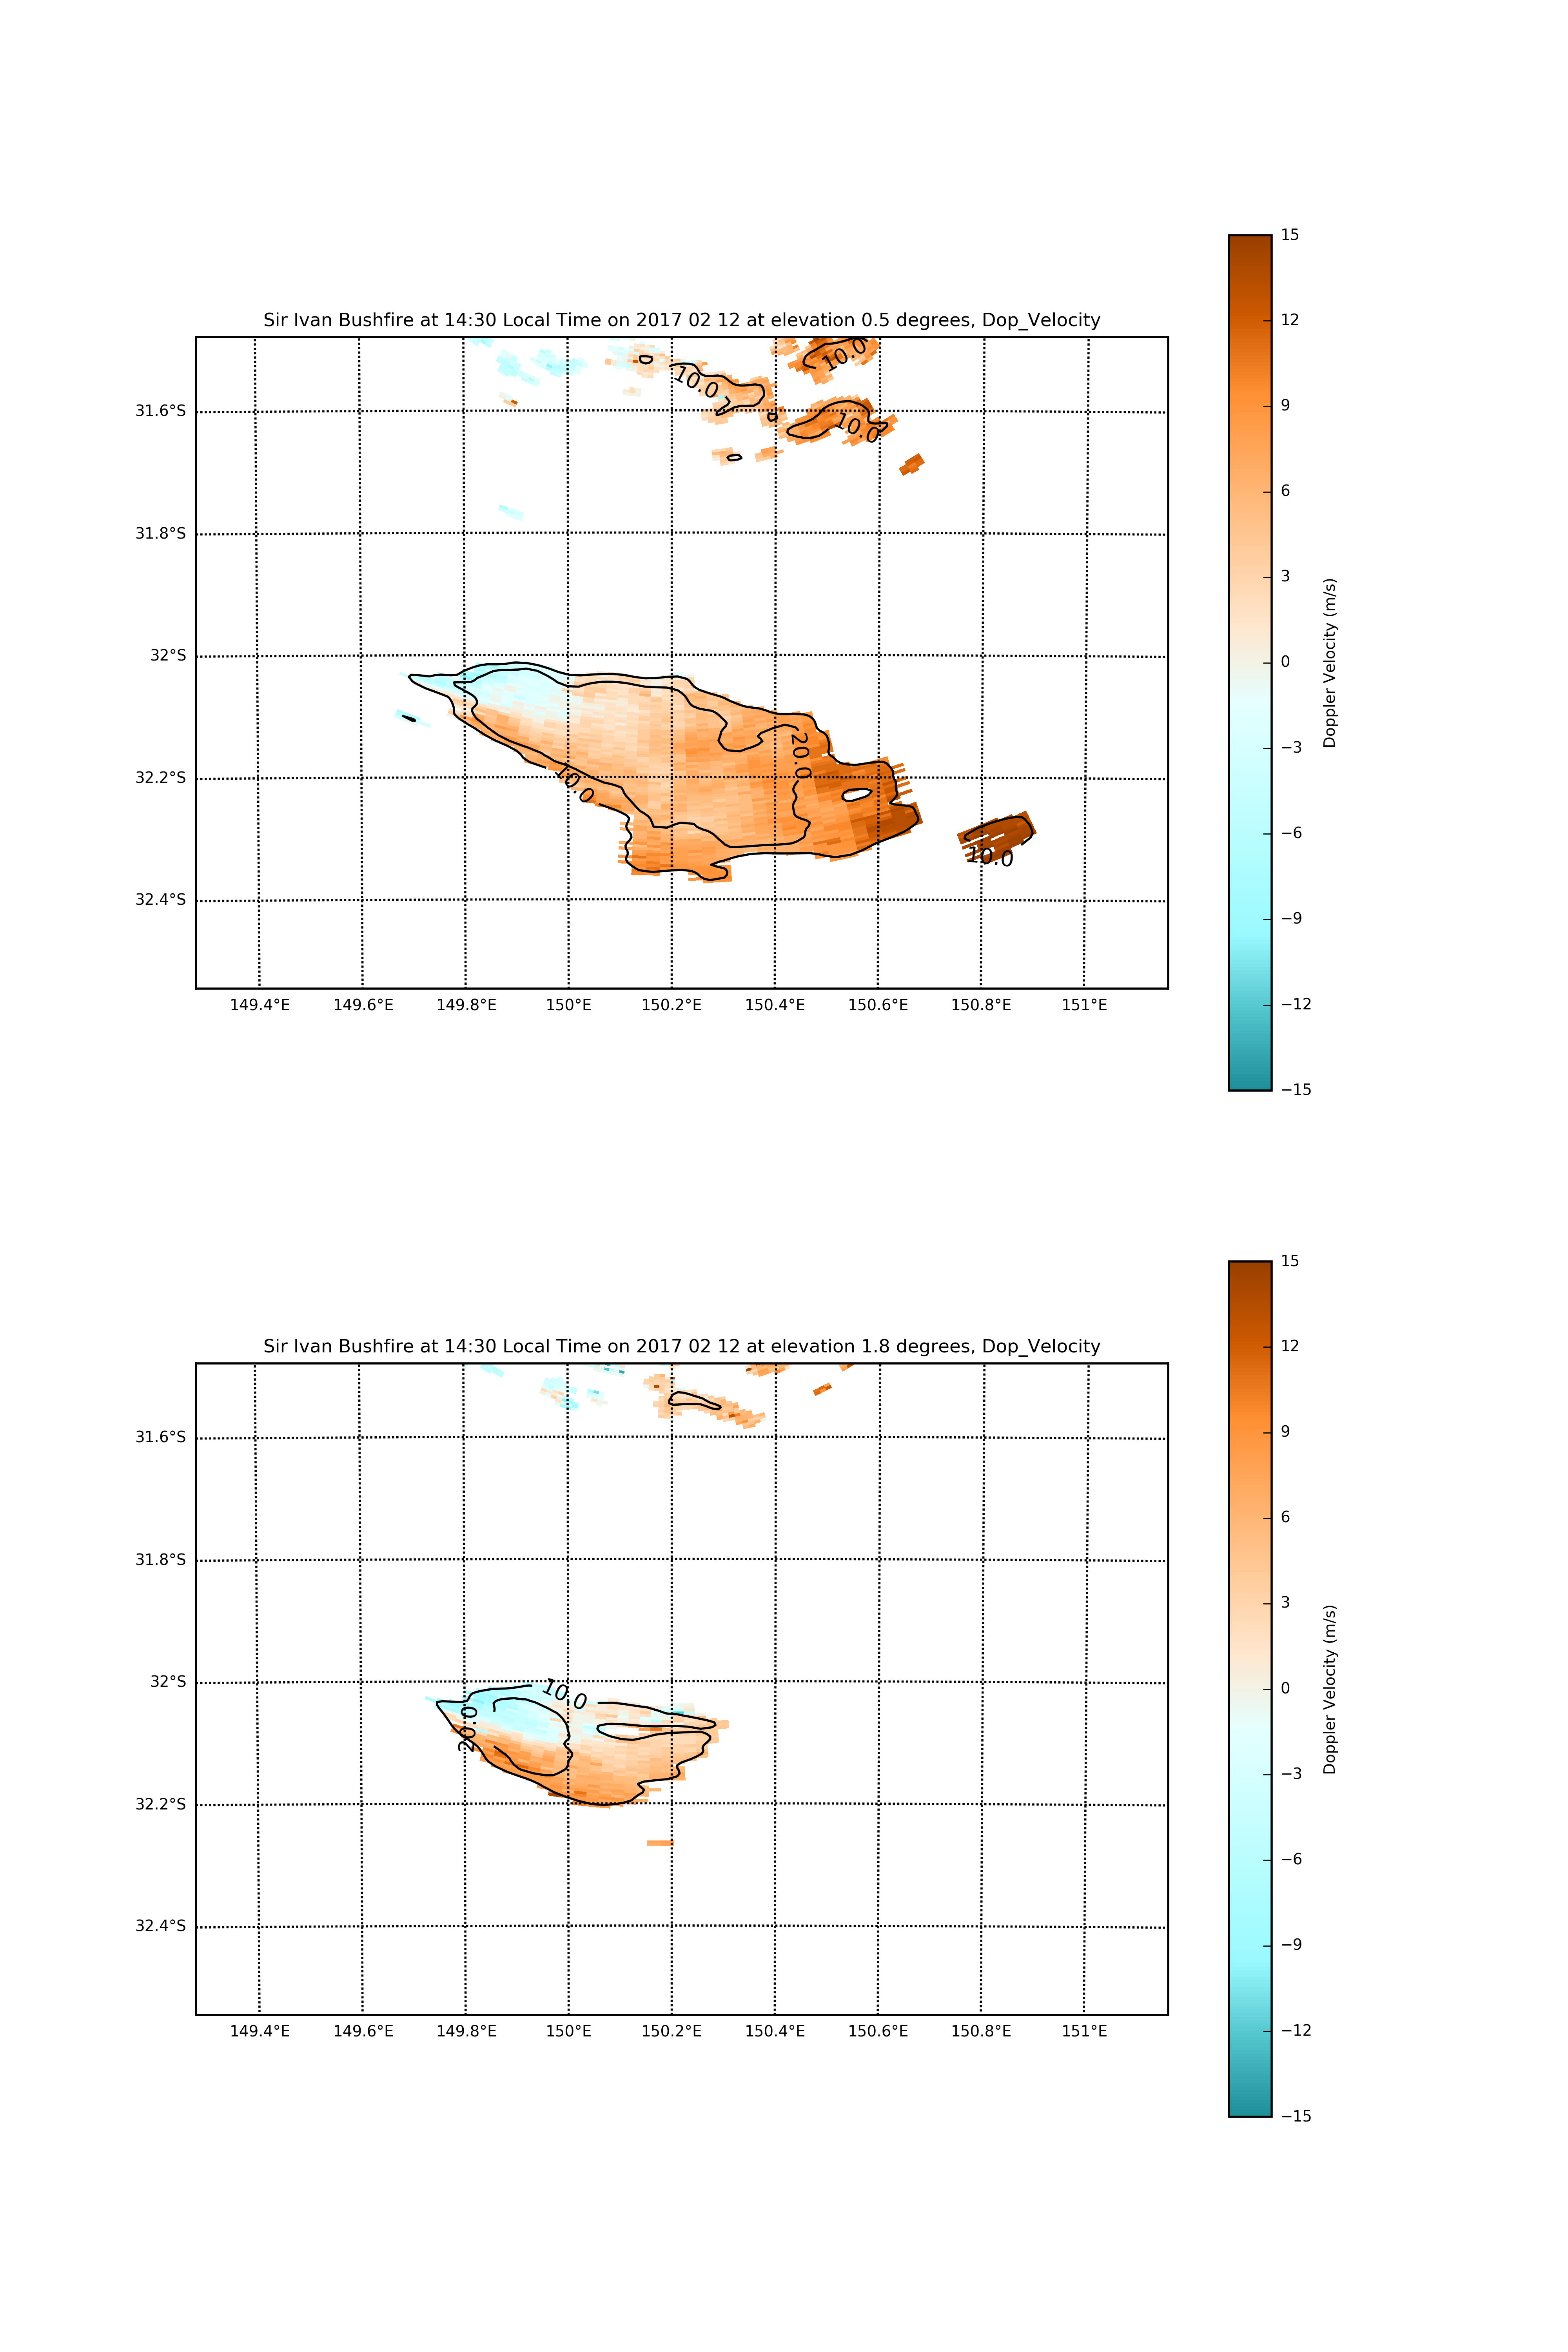 Sir Ivan Bushfire at 14:30 Local Time on 2017 02 12 at elevation 0.5 degrees, Dop_Velocity
31.6°S
31.8°S
32°S
32.2°S
32.4°S
149.4°E
149.6°E
149.8°E
150°E
150.2°E
150.4°E
150.6°E
150.8°E
151°E
10.0
10.0
10.0
20.0
10.0
10.0
15
12
9
6
3
0
−3
−6
−9
−12
−15
Doppler Velocity (m/s)
Sir Ivan Bushfire at 14:30 Local Time on 2017 02 12 at elevation 1.8 degrees, Dop_Velocity
31.6°S
31.8°S
32°S
32.2°S
32.4°S
149.4°E
149.6°E
149.8°E
150°E
150.2°E
150.4°E
150.6°E
150.8°E
151°E
10.0
20.0
15
12
9
6
3
0
−3
−6
−9
−12
−15
Doppler Velocity (m/s)